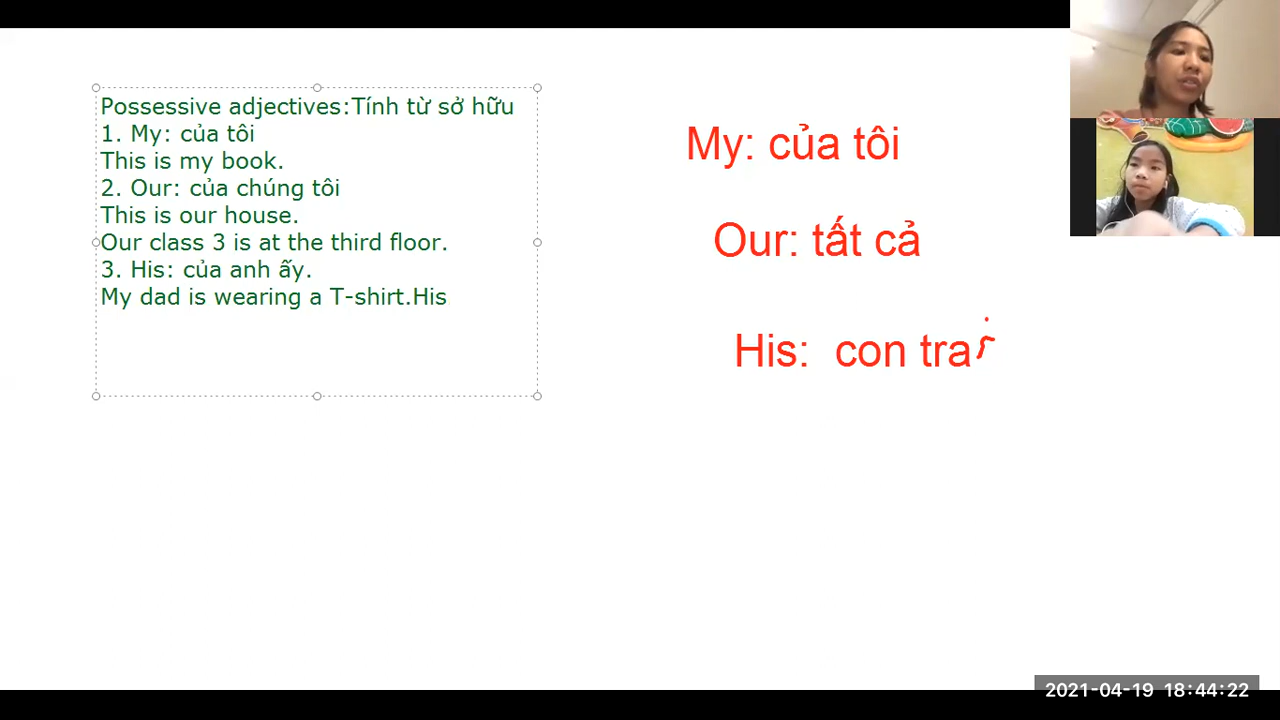 Possessive adjectives:Tính từ sở hữu
1. My: của tôi
This is my book.
2. Our: của chúng tôi
This is our house.
Our class 3 is at the third floor.
3. His: của anh ấy.
My dad is wearing a T-shirt.His
My: của tôi
Our: tất cả
His: con trai
2021-04-19 18:44:22